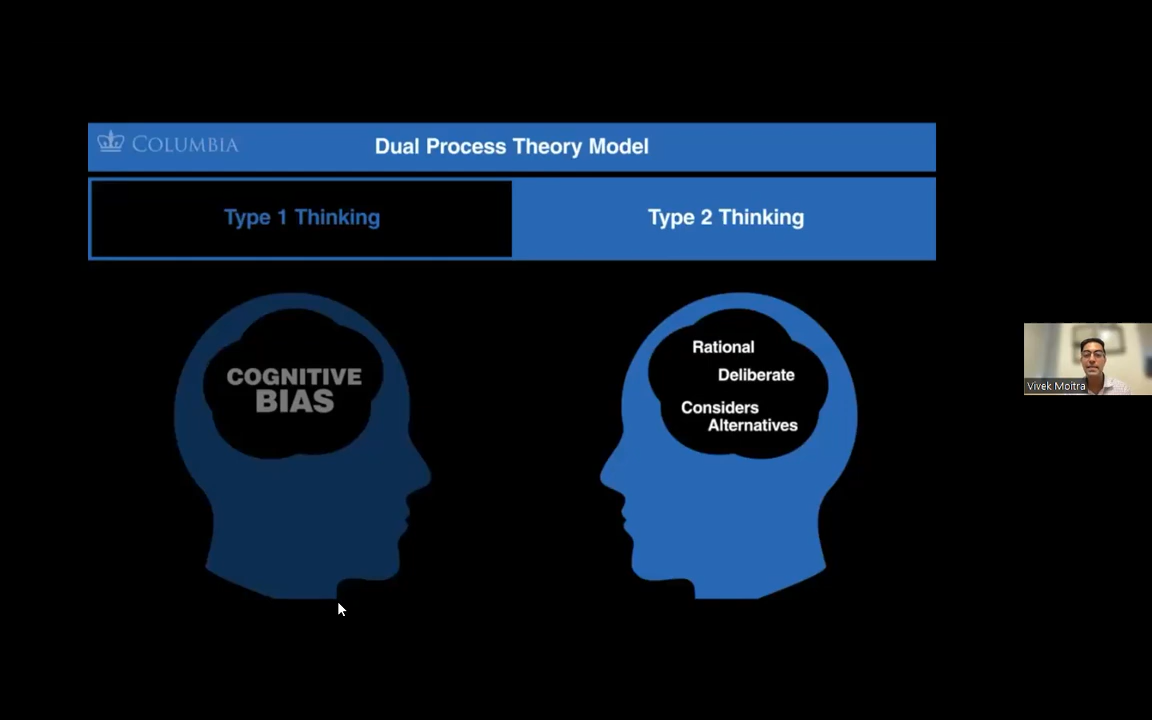 COLUMBIA
Dual Process Theory Model
Type 1 Thinking
Type 2 Thinking
COGNITIVE
BIAS
Rational
Deliberate
Considers
Alternatives
Vivek Moitra